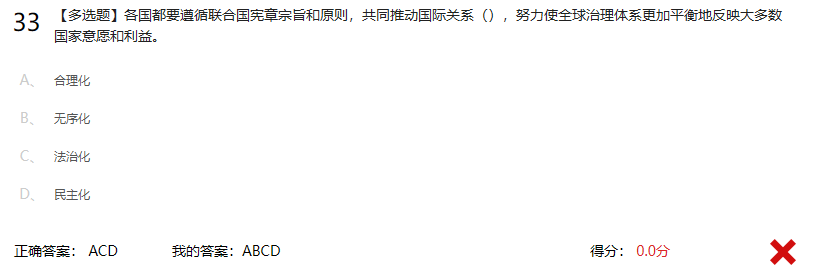 33 【多选题】各国都要遵循联合国宪章宗旨和原则，共同推动国际关系（），努力使全球治理体系更加平衡地反映大多数
国家意愿和利益。
A、 合理化
B、 无序化
C、 法治化
D、 民主化
正确答案： ACD 我的答案：ABCD 得分： 0.0分